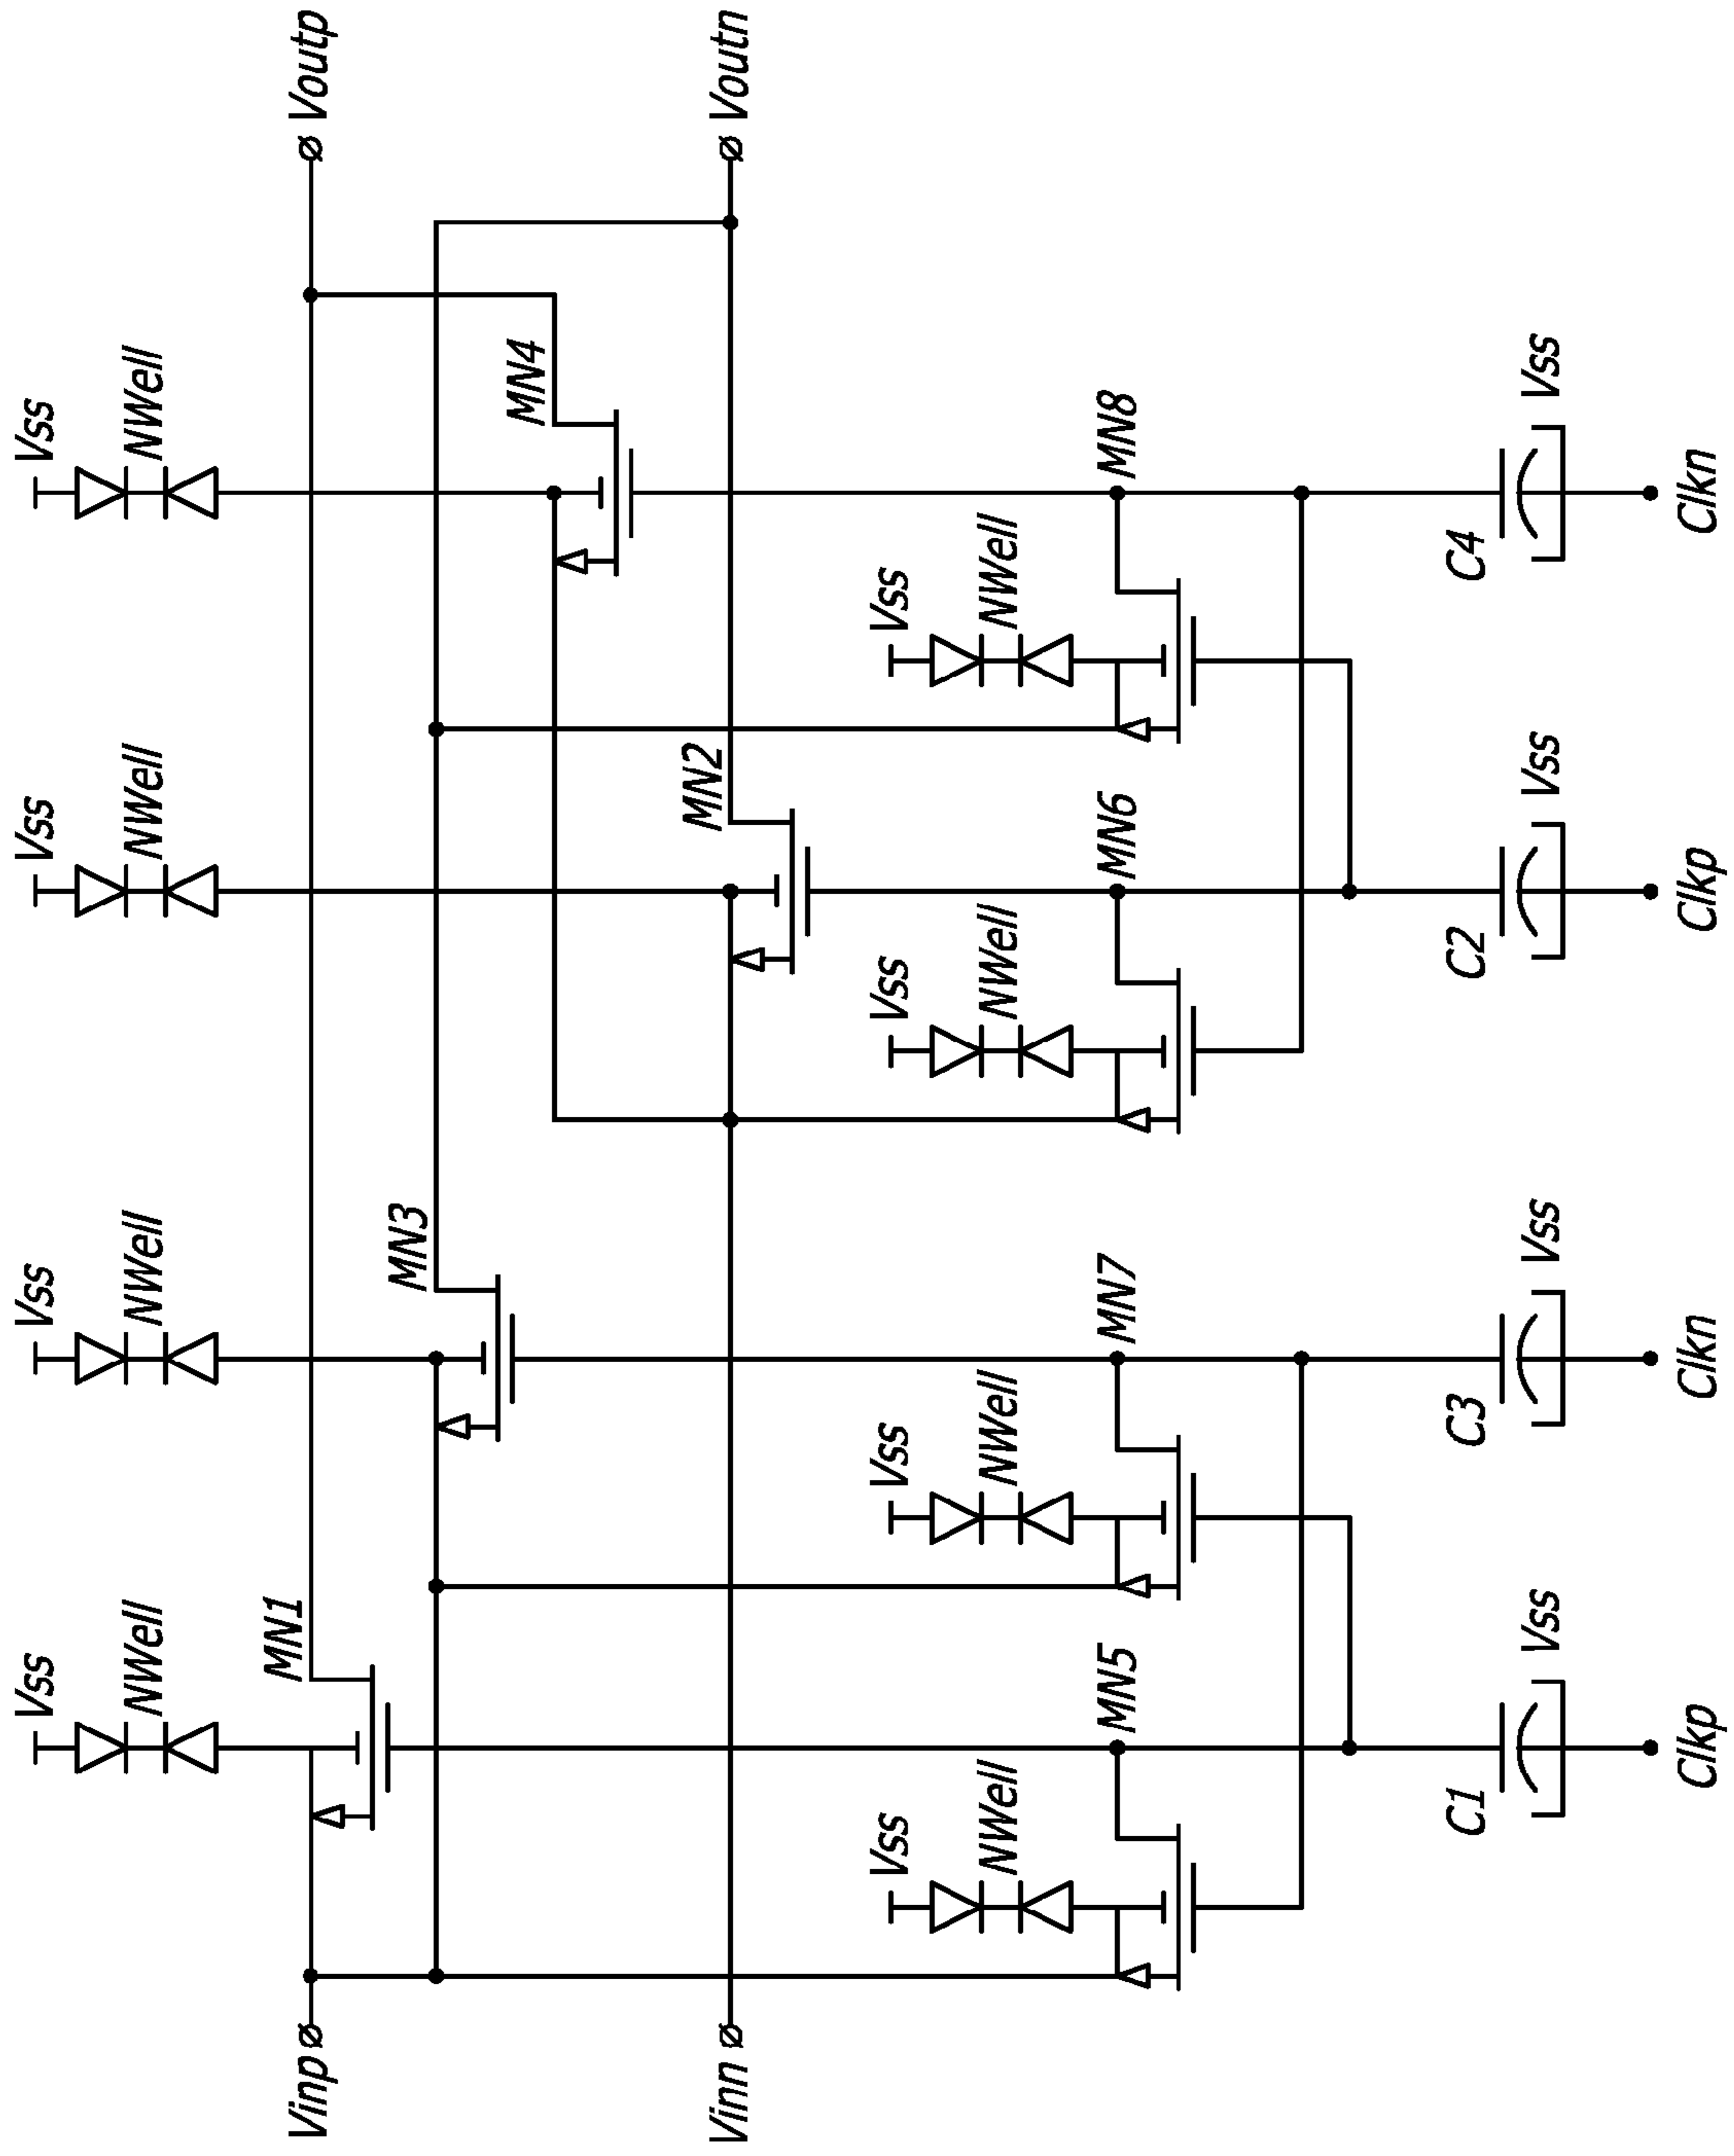 Vss Vss Vss Vss
NWell NWell NWell NWell
MN1
Vinp Voutp
MN3
MN4
MN2
Vinn Voutn
Vss Vss Vss Vss
NWell NWell NWell NWell
MN5 MN7 MN6 MN8
C1 C3 C2 C4
Vss Vss Vss Vss
Clkp Clkn Clkp Clkn